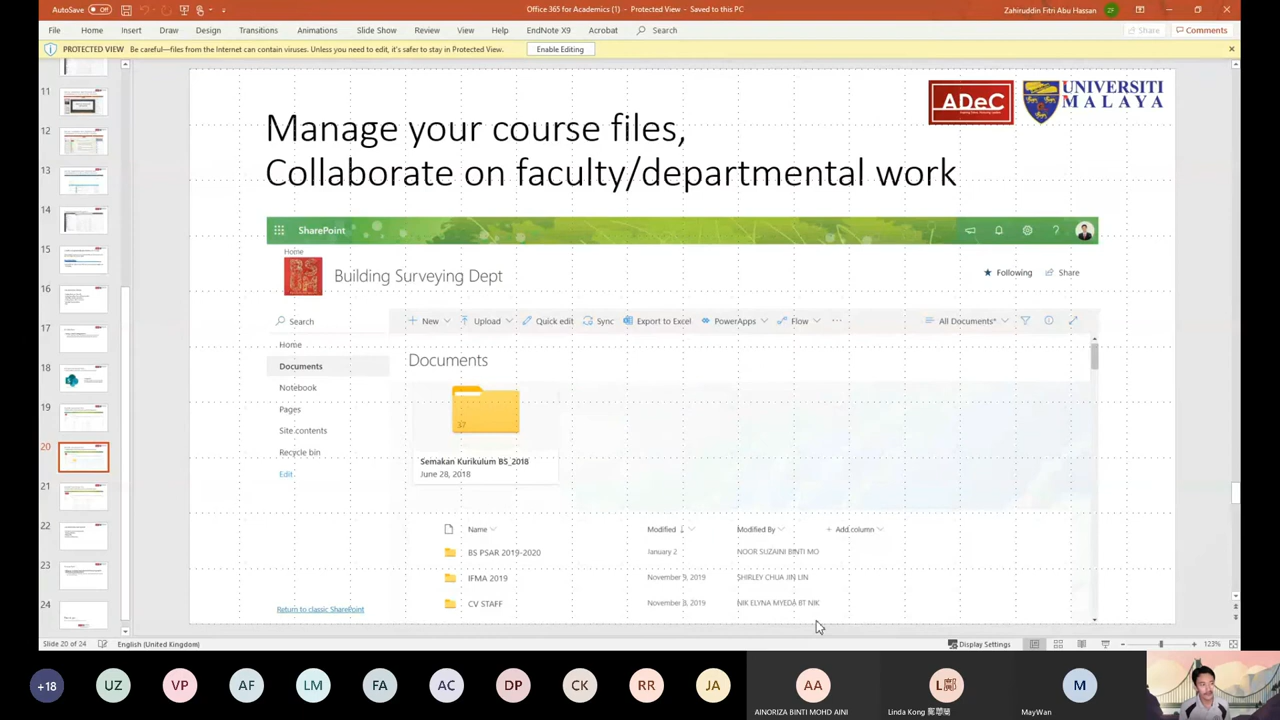 AutoSave Off
Office 365 for Academics (1) - Protected View - Saved to this PC
Zahiruddin Fitri Abu Hassan ZF
File Home Insert Draw Design Transitions Animations Slide Show Review View Help EndNote X9 Acrobat Search Share Comments
PROTECTED VIEW Be careful—files from the Internet can contain viruses. Unless you need to edit, it's safer to stay in Protected View. Enable Editing
11
12
13
14
15
16
17
18
19
20
21
22
23
24
ADeC
UNIVERSITI
MALAYA
Manage your course files,
Collaborate on faculty/departmental work
SharePoint
Home
Building Surveying Dept
Following Share
Search
New Upload Quick edit Sync Export to Excel PowerApps Flow ... All Documents*
Home
Documents
Notebook
Pages
Site contents
Recycle bin
Edit
Return to classic SharePoint
Documents
Semakan Kurikulum BS_2018
June 28, 2018
Name Modified Modified By + Add column
BS PSAR 2019-2020 January 2 NOOR SUZAINI BINTI MO
IFMA 2019 November 9, 2019 SHIRLEY CHUA JIN LIN
CV STAFF November 8, 2019 NIK ELYNA MYEDA BT NIK
Slide 20 of 24 English (United Kingdom) Display Settings 123%
+18 UZ VP AF LM FA AC DP CK RR JA AA L鄺 M
AINORIZA BINTI MOHD AINI Linda Kong 鄺翠蘭 MayWan